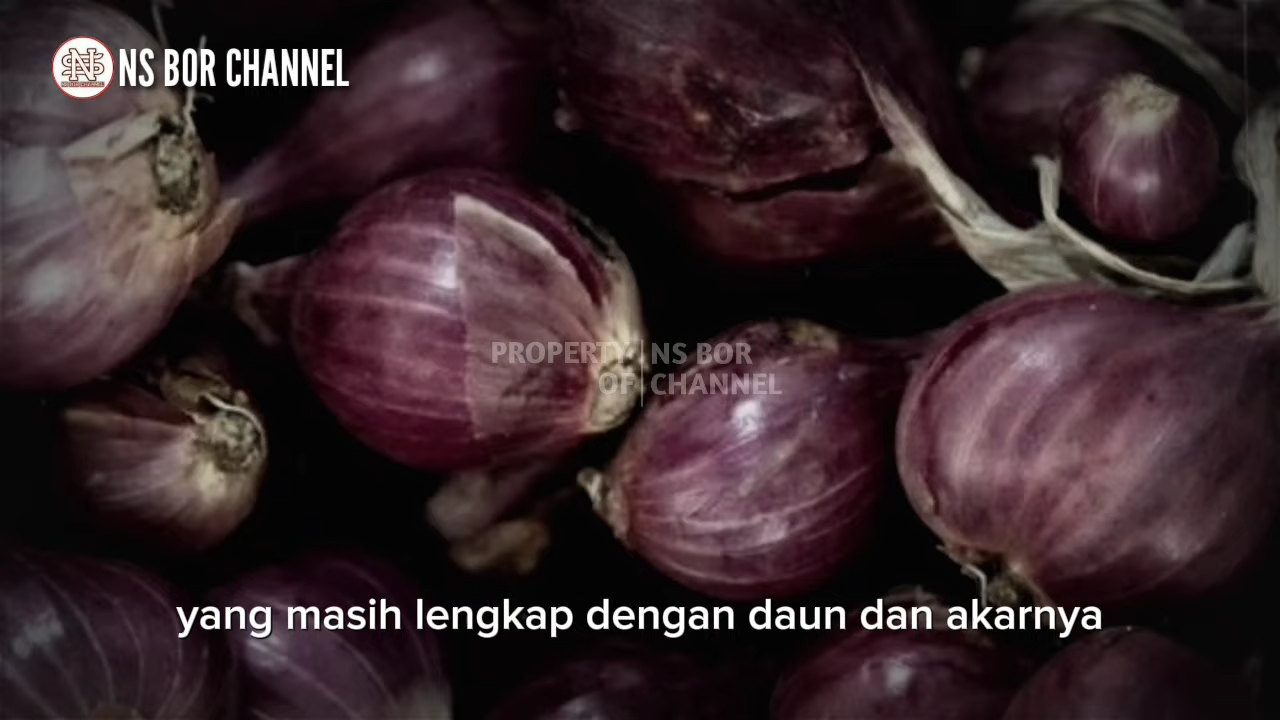 NS BOR CHANNEL
PROPERTY OF | NS BOR CHANNEL
yang masih lengkap dengan daun dan akarnya